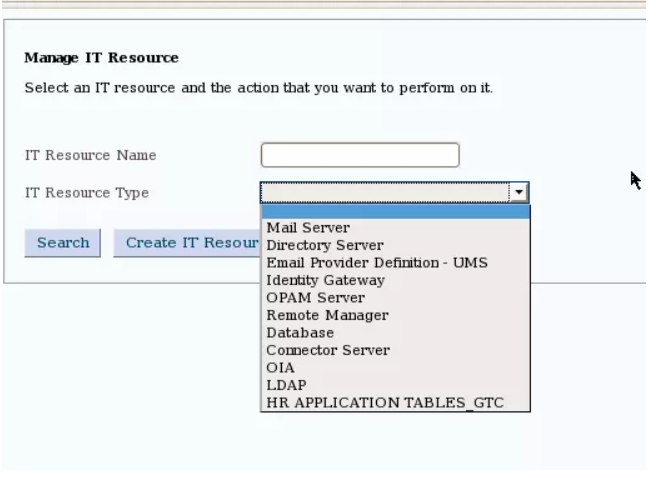 Manage IT Resource
Select an IT resource and the action that you want to perform on it.
IT Resource Name
IT Resource Type
Search
Create IT Resour
Mail Server
Directory Server
Email Provider Definition - UMS
Identity Gateway
OPAM Server
Remote Manager
Database
Connector Server
OIA
LDAP
HR APPLICATION TABLES_GTC